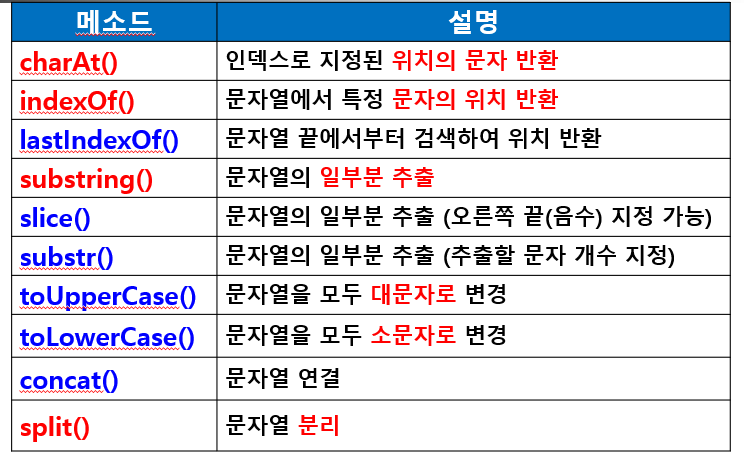 메소드 설명
charAt() 인덱스로 지정된 위치의 문자 반환
indexOf() 문자열에서 특정 문자의 위치 반환
lastIndexOf() 문자열 끝에서부터 검색하여 위치 반환
substring() 문자열의 일부분 추출
slice() 문자열의 일부분 추출 (오른쪽 끝(음수) 지정 가능)
substr() 문자열의 일부분 추출 (추출할 문자 개수 지정)
toUpperCase() 문자열을 모두 대문자로 변경
toLowerCase() 문자열을 모두 소문자로 변경
concat() 문자열 연결
split() 문자열 분리